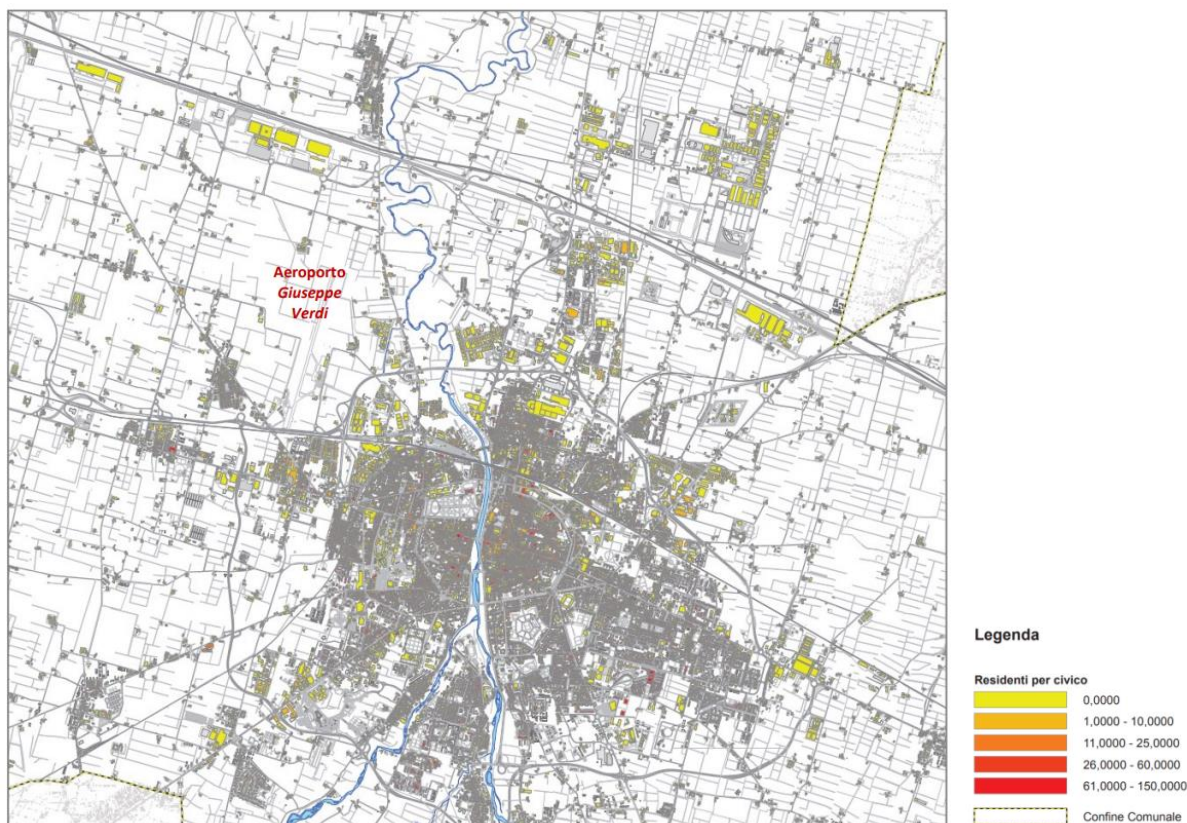 Aeroporto
Giuseppe
Verdi
Legenda
Residenti per civico
0,0000
1,0000 - 10,0000
11,0000 - 25,0000
26,0000 - 60,0000
61,0000 - 150,0000
Confine Comunale